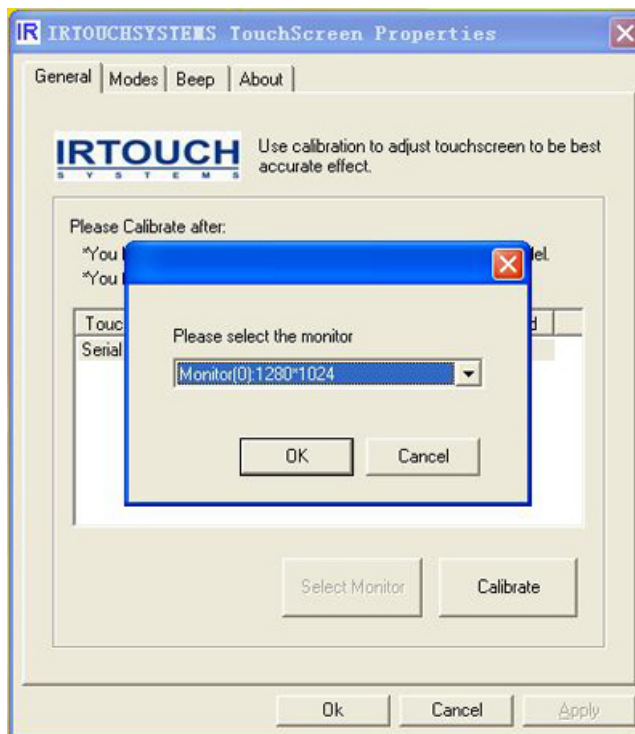 IR IRTOUCHSYSTEMS TouchScreen Properties
General Modes Beep About
IRTOUCH
SYSTEMS
Use calibration to adjust touchscreen to be best
accurate effect.
Please Calibrate after:
*You
*You
Touc
Serial
Please select the monitor
Monitor(0):1280*1024
OK Cancel
Select Monitor Calibrate
Ok Cancel Apply